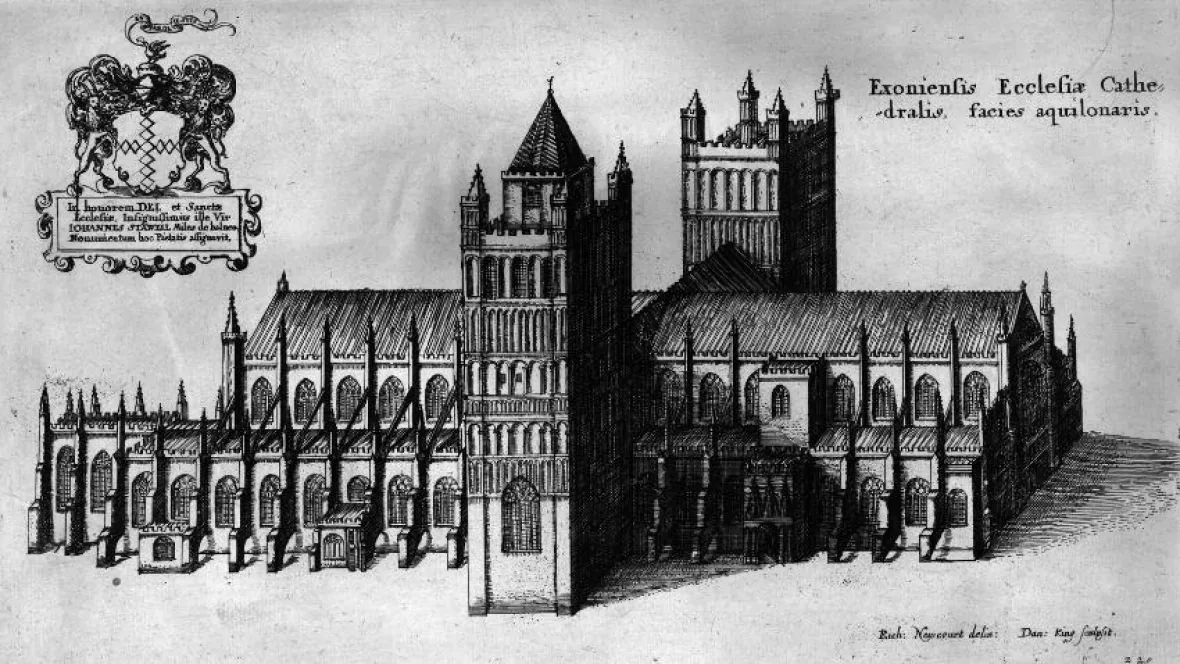 In honorem DEI, et Sanctæ
Ecclesiæ, Insignissimus ille Vir
IOHANNES STAWELL Miles de balneo
Monumentum hoc Pietatis assignavit,
Exoniensis Ecclesiæ Cathe-
-dralis, facies aquilonaris.
Rich: Newcourt delin: Dan: King sculpsit.